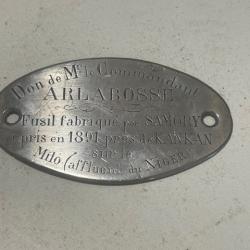 Don de Mr le Commandant
ARLABOSSE
Fusil fabriqué par SAMORY
et pris en 1891 près de KANKAN
sur le
Milo (affluent du NIGER)